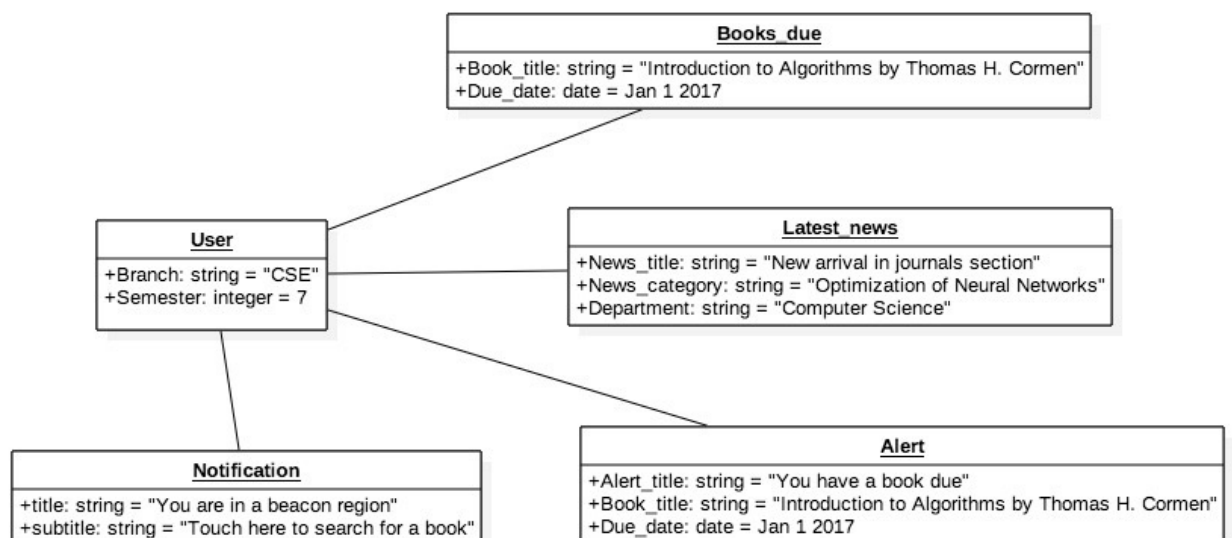 Books_due
+Book_title: string = "Introduction to Algorithms by Thomas H. Cormen"
+Due_date: date = Jan 1 2017
User
+Branch: string = "CSE"
+Semester: integer = 7
Latest_news
+News_title: string = "New arrival in journals section"
+News_category: string = "Optimization of Neural Networks"
+Department: string = "Computer Science"
Notification
+title: string = "You are in a beacon region"
+subtitle: string = "Touch here to search for a book"
Alert
+Alert_title: string = "You have a book due"
+Book_title: string = "Introduction to Algorithms by Thomas H. Cormen"
+Due_date: date = Jan 1 2017